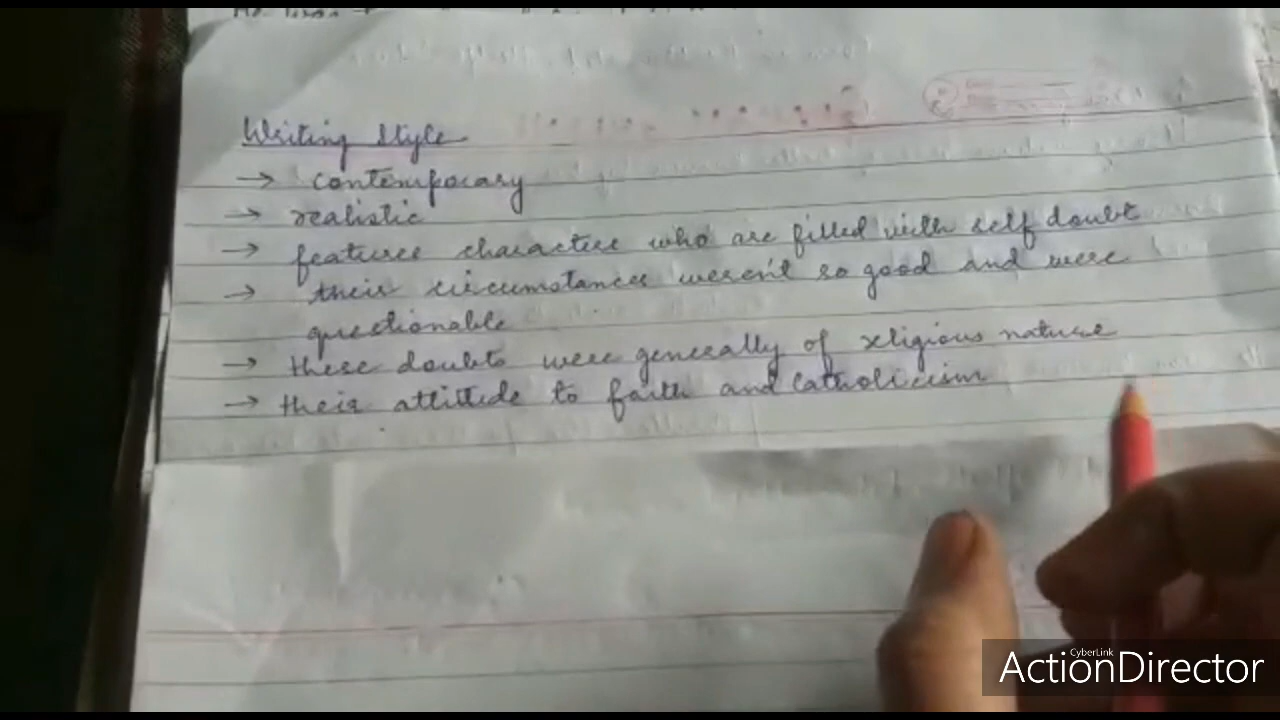 Writing Style
→ contemporary
→ realistic
→ features characters who are filled with self doubt
→ their circumstances weren't so good and were
questionable
→ these doubts were generally of religious nature
→ their attitude to faith and Catholicism
CyberLink
ActionDirector